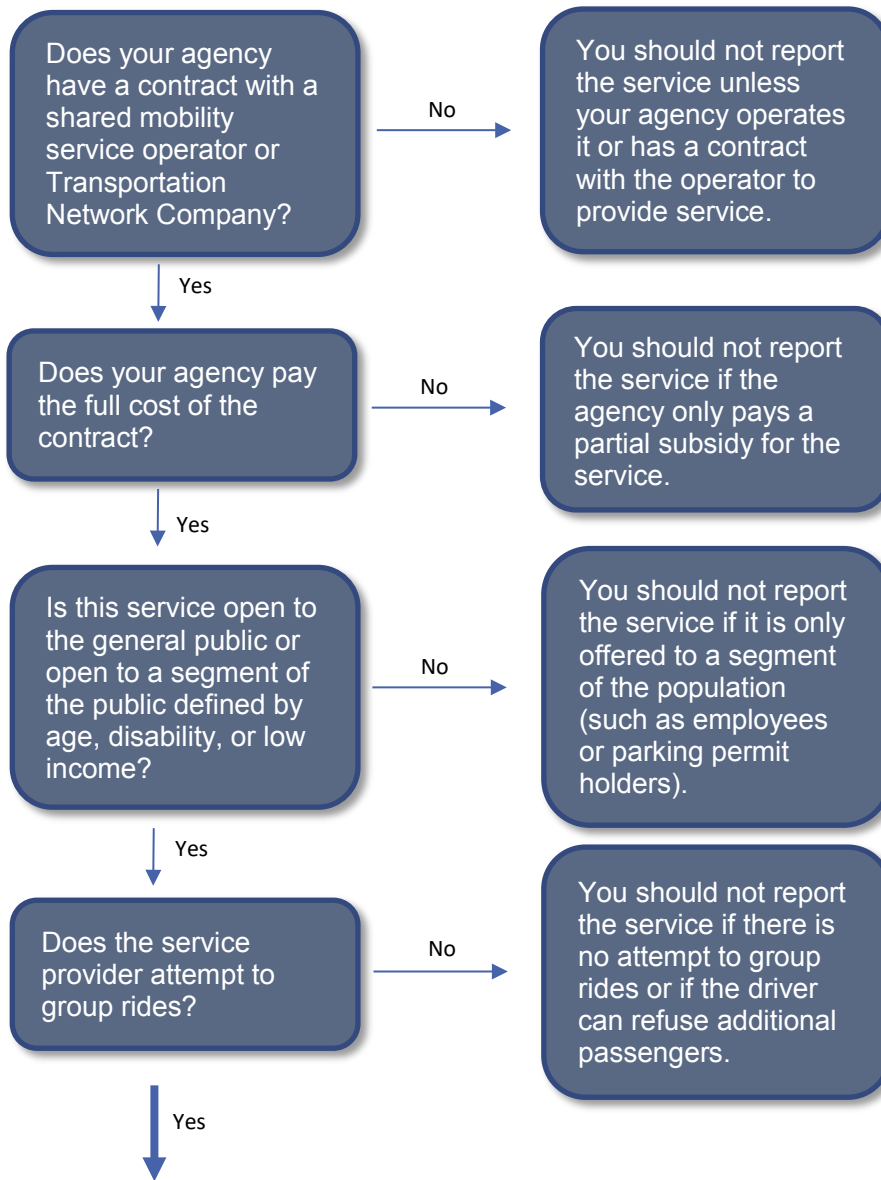 Does your agency
have a contract with a
shared mobility
service operator or
Transportation
Network Company?
No
You should not report
the service unless
your agency operates
it or has a contract
with the operator to
provide service.
Yes
Does your agency pay
the full cost of the
contract?
No
You should not report
the service if the
agency only pays a
partial subsidy for the
service.
Yes
Is this service open to
the general public or
open to a segment of
the public defined by
age, disability, or low
income?
No
You should not report
the service if it is only
offered to a segment
of the population
(such as employees
or parking permit
holders).
Yes
Does the service
provider attempt to
group rides?
No
You should not report
the service if there is
no attempt to group
rides or if the driver
can refuse additional
passengers.
Yes